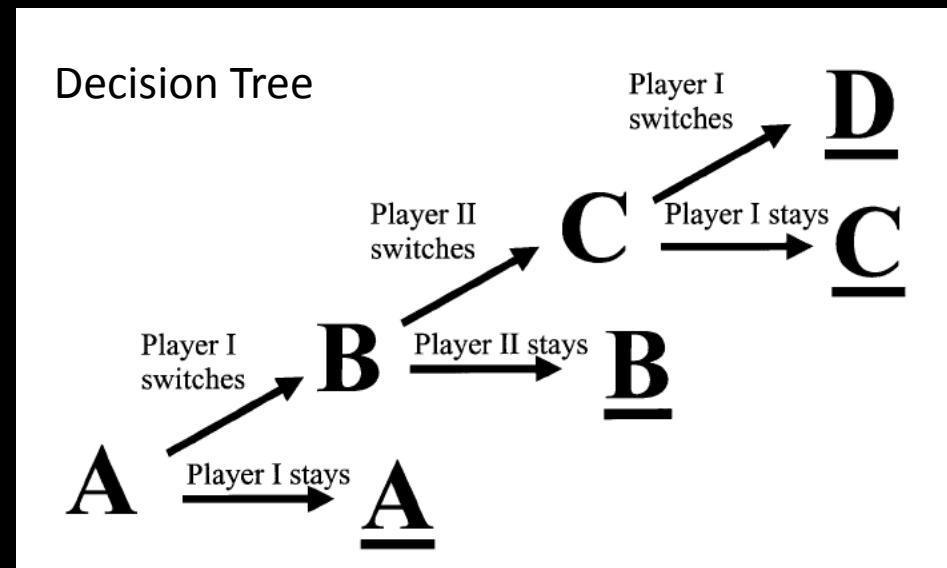 Decision Tree
Player I
switches
D
Player II
switches
C
Player I stays
C
Player I
switches
B
Player II stays
B
A
Player I stays
A